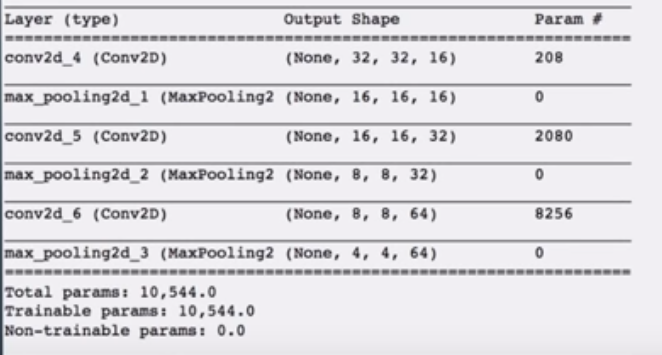 Layer (type) Output Shape Param #
=================================================================
conv2d_4 (Conv2D) (None, 32, 32, 16) 208
max_pooling2d_1 (MaxPooling2 (None, 16, 16, 16) 0
conv2d_5 (Conv2D) (None, 16, 16, 32) 2080
max_pooling2d_2 (MaxPooling2 (None, 8, 8, 32) 0
conv2d_6 (Conv2D) (None, 8, 8, 64) 8256
max_pooling2d_3 (MaxPooling2 (None, 4, 4, 64) 0
=================================================================
Total params: 10,544.0
Trainable params: 10,544.0
Non-trainable params: 0.0